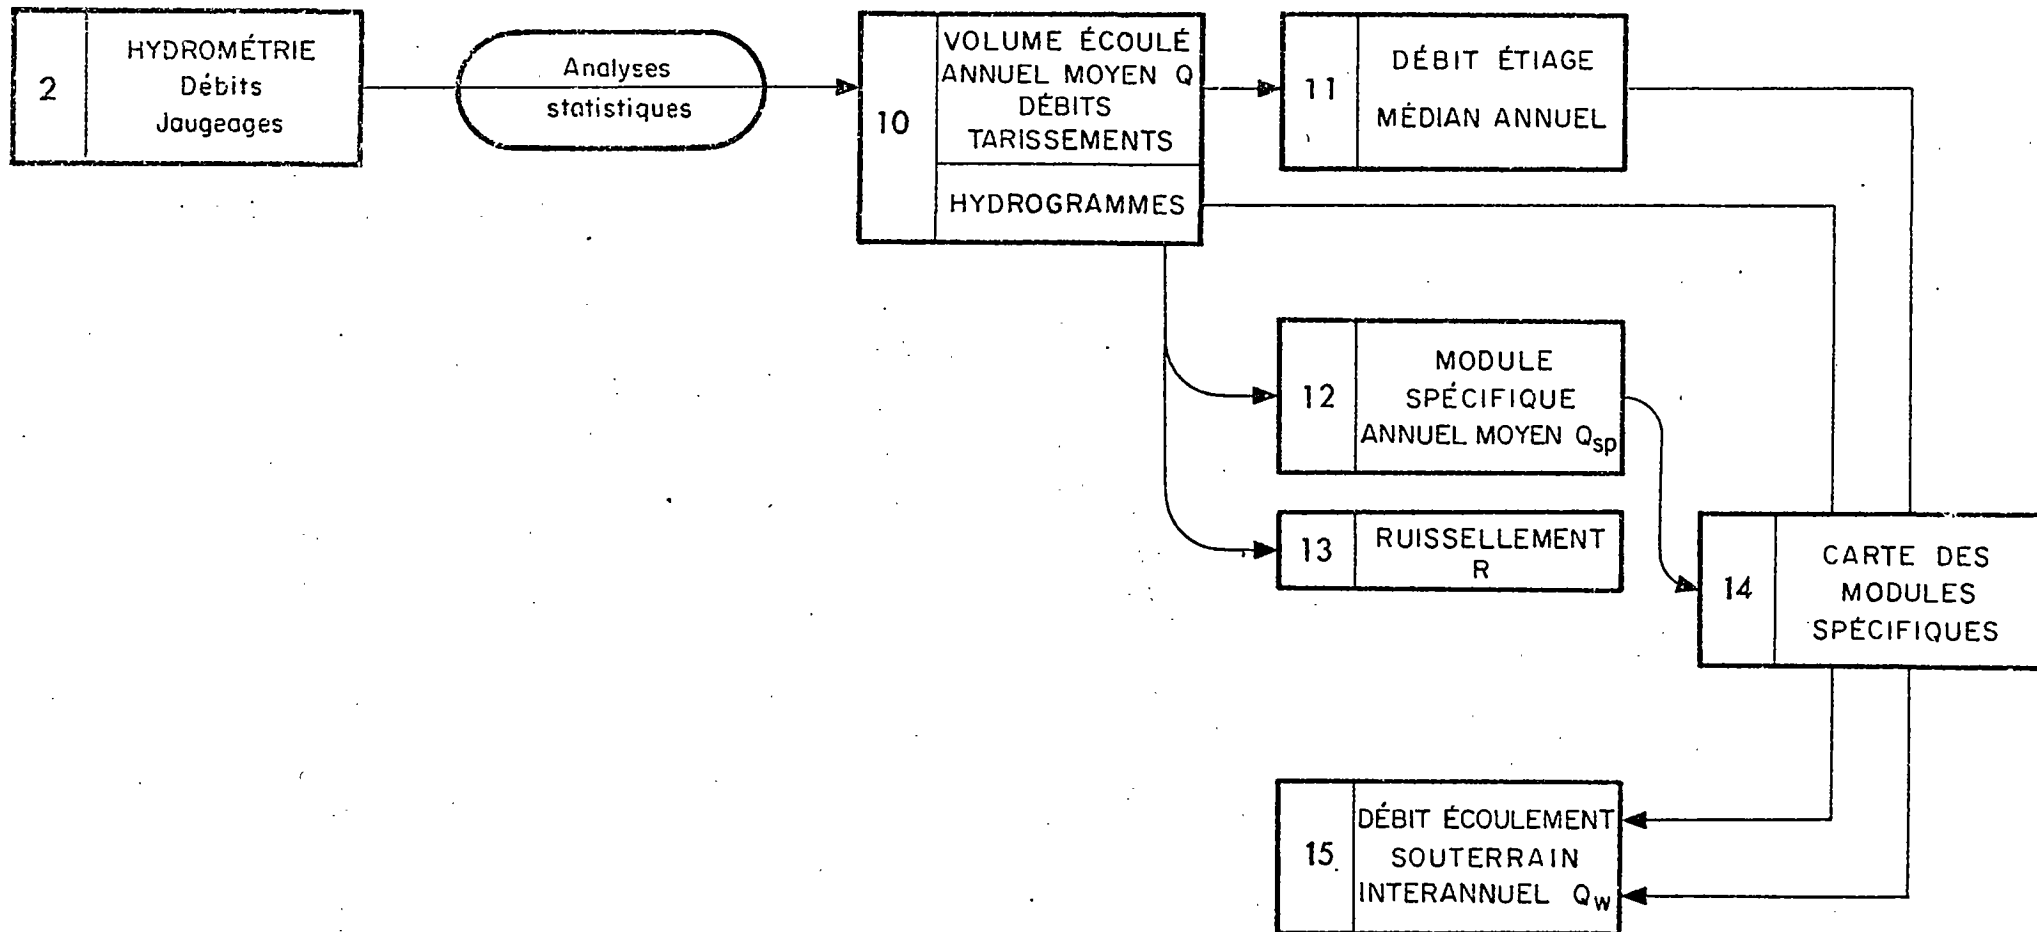 2
HYDROMÉTRIE
Débits
Jaugeages
Analyses
statistiques
10
VOLUME ÉCOULÉ
ANNUEL MOYEN Q
DÉBITS
TARISSEMENTS
HYDROGRAMMES
11
DÉBIT ÉTIAGE
MÉDIAN ANNUEL
12
MODULE
SPÉCIFIQUE
ANNUEL MOYEN Qsp
13
RUISSELLEMENT
R
14
CARTE DES
MODULES
SPÉCIFIQUES
15
DÉBIT ÉCOULEMENT
SOUTERRAIN
INTERANNUEL Qw